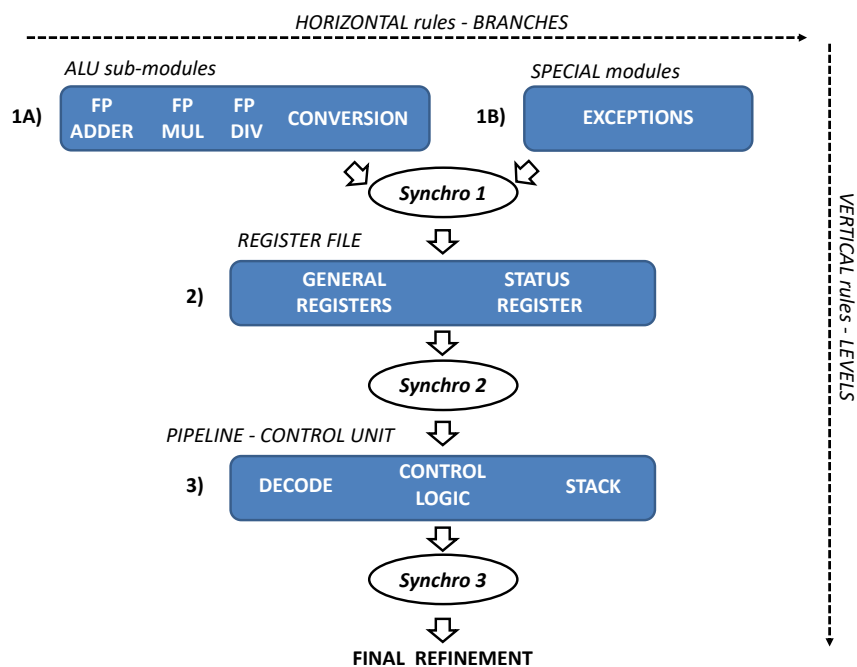 HORIZONTAL rules - BRANCHES
ALU sub-modules
SPECIAL modules
1A)
FP ADDER
FP MUL
FP DIV
CONVERSION
1B)
EXCEPTIONS
Synchro 1
REGISTER FILE
2)
GENERAL
REGISTERS
STATUS
REGISTER
Synchro 2
PIPELINE - CONTROL UNIT
3)
DECODE
CONTROL
LOGIC
STACK
Synchro 3
FINAL REFINEMENT
VERTICAL rules - LEVELS